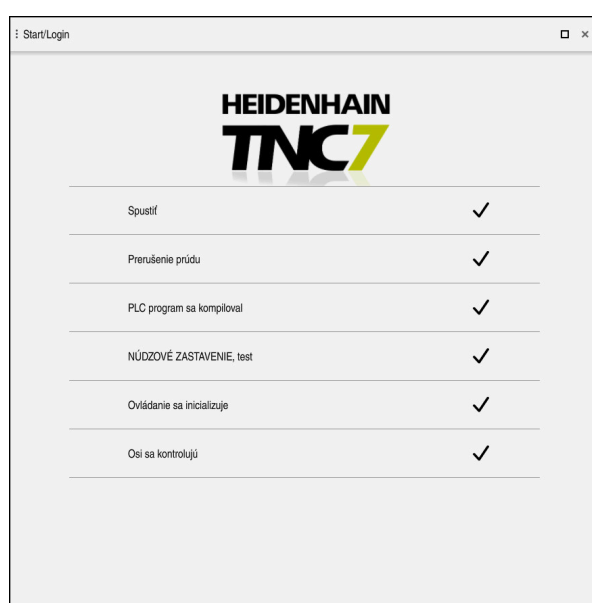 Start/Login
HEIDENHAIN
TNC7
Spustiť
Prerušenie prúdu
PLC program sa kompiloval
NÚDZOVÉ ZASTAVENIE, test
Ovládanie sa inicializuje
Osi sa kontrolujú